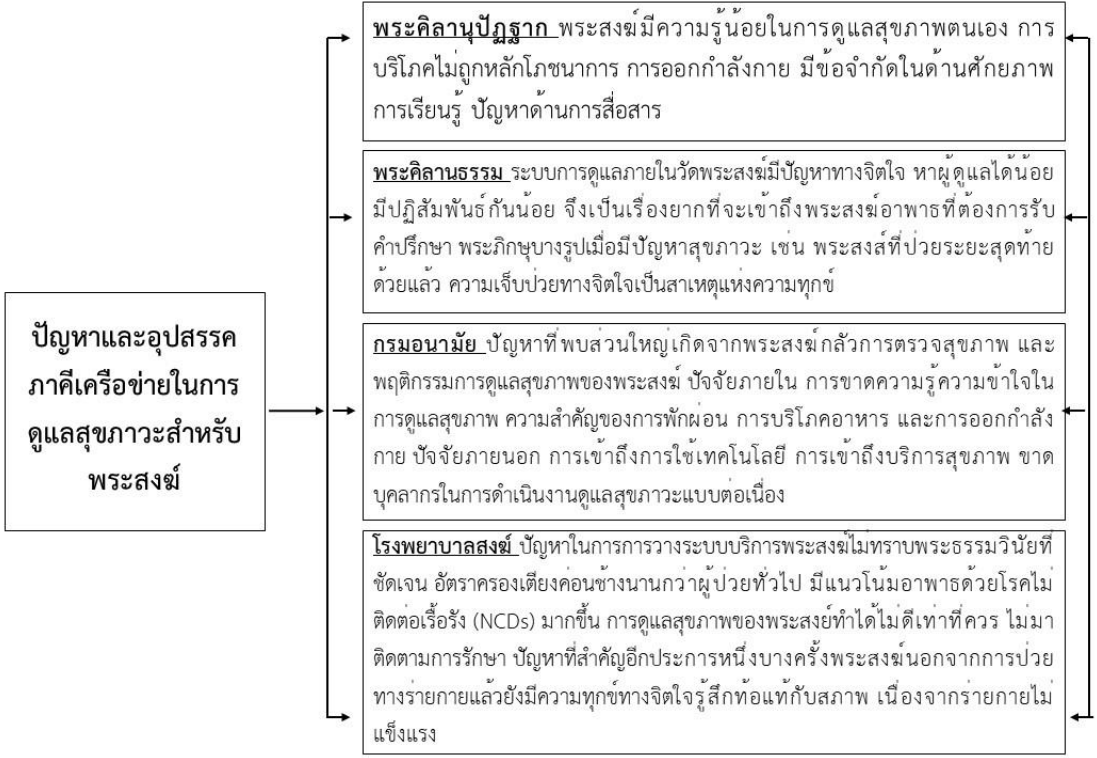 พระคิลานุปัฏฐาก พระสงฆ์มีความรู้น้อยในการดูแลสุขภาพตนเอง การ
บริโภคไม่ถูกหลักโภชนาการ การออกกำลังกาย มีข้อจำกัดในด้านศักยภาพ
การเรียนรู้ ปัญหาด้านการสื่อสาร
พระคิลานธรรม ระบบการดูแลภายในวัดพระสงฆ์มีปัญหาทางจิตใจ หาผู้ดูแลได้น้อย
มีปฏิสัมพันธ์กันน้อย จึงเป็นเรื่องยากที่จะเข้าถึงพระสงฆ์อาพาธที่ต้องการรับ
คำปรึกษา พระภิกษุบางรูปเมื่อมีปัญหาสุขภาวะ เช่น พระสงส์ที่ป่วยระยะสุดท้าย
ด้วยแล้ว ความเจ็บป่วยทางจิตใจเป็นสาเหตุแห่งความทุกข์
ปัญหาและอุปสรรค
ภาคีเครือข่ายในการ
ดูแลสุขภาวะสำหรับ
พระสงฆ์
กรมอนามัย ปัญหาที่พบส่วนใหญ่เกิดจากพระสงฆ์กลัวการตรวจสุขภาพ และ
พฤติกรรมการดูแลสุขภาพของพระสงฆ์ ปัจจัยภายใน การขาดความรู้ความข้าใจใน
การดูแลสุขภาพ ความสำคัญของการพักผ่อน การบริโภคอาหาร และการออกกำลัง
กาย ปัจจัยภายนอก การเข้าถึงการใช้เทคโนโลยี การเข้าถึงบริการสุขภาพ ขาด
บุคลากรในการดำเนินงานดูแลสุขภาวะแบบต่อเนื่อง
โรงพยาบาลสงฆ์ ปัญหาในการการวางระบบบริการพระสงฆ์ไม่ทราบพระธรรมวินัยที่
ชัดเจน อัตราครองเตียงค่อนช้างนานกว่าผู้ป่วยทั่วไป มีแนวโน้มอาพาธด้วยโรคไม่
ติดต่อเรื้อรัง (NCDs) มากขึ้น การดูแลสุขภาพของพระสงย์ทำได้ไม่ดีเท่าที่ควร ไม่มา
ติดตามการรักษา ปัญหาที่สำคัญอีกประการหนึ่งบางครั้งพระสงฆ์นอกจากการป่วย
ทางร่ายกายแล้วยังมีความทุกข์ทางจิตใจรู้สึกท้อแท้กับสภาพ เนื่องจากร่ายกายไม่
แข็งแรง